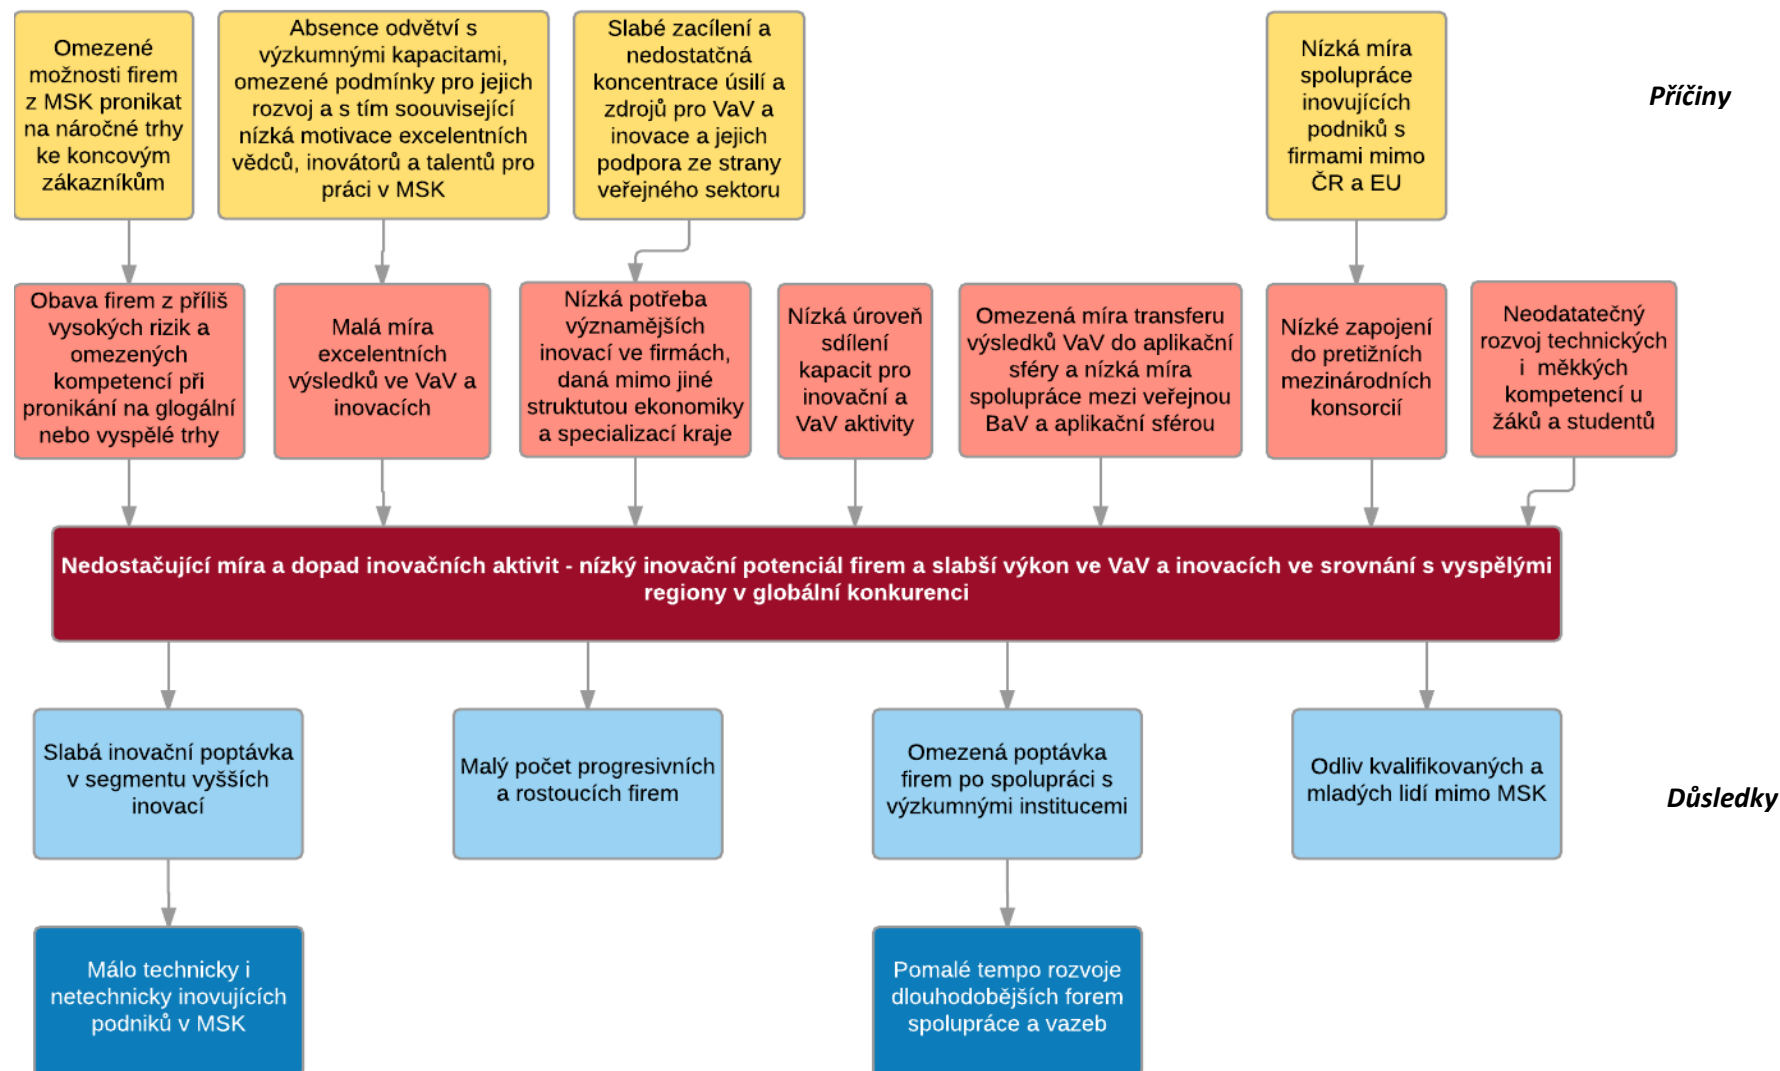 Omezené
možnosti firem
z MSK pronikat
na náročné trhy
ke koncovým
zákazníkům
Absence odvětví s
výzkumnými kapacitami,
omezené podmínky pro jejich
rozvoj a s tím soouvisející
nízká motivace excelentních
vědců, inovátorů a talentů pro
práci v MSK
Slabé zacílení a
nedostatčná
koncentrace úsilí a
zdrojů pro VaV a
inovace a jejich
podpora ze strany
veřejného sektoru
Nízká míra
spolupráce
inovujících
podniků s
firmami mimo
ČR a EU
Příčiny
Obava firem z příliš
vysokých rizik a
omezených
kompetencí při
pronikání na glogální
nebo vyspělé trhy
Malá míra
excelentních
výsledků ve VaV a
inovacích
Nízká potřeba
významějších
inovací ve firmách,
daná mimo jiné
struktutou ekonomiky
a specializací kraje
Nízká úroveň
sdílení
kapacit pro
inovační a
VaV aktivity
Omezená míra transferu
výsledků VaV do aplikační
sféry a nízká míra
spolupráce mezi veřejnou
BaV a aplikační sférou
Nízké zapojení
do pretižních
mezinárodních
konsorcií
Neodatatečný
rozvoj technických
i měkkých
kompetencí u
žáků a studentů
Nedostačující míra a dopad inovačních aktivit - nízký inovační potenciál firem a slabší výkon ve VaV a inovacích ve srovnání s vyspělými
regiony v globální konkurenci
Slabá inovační poptávka
v segmentu vyšších
inovací
Malý počet progresivních
a rostoucích firem
Omezená poptávka
firem po spolupráci s
výzkumnými institucemi
Odliv kvalifikovaných a
mladých lidí mimo MSK
Důsledky
Málo technicky i
netechnicky inovujících
podniků v MSK
Pomalé tempo rozvoje
dlouhodobějších forem
spolupráce a vazeb